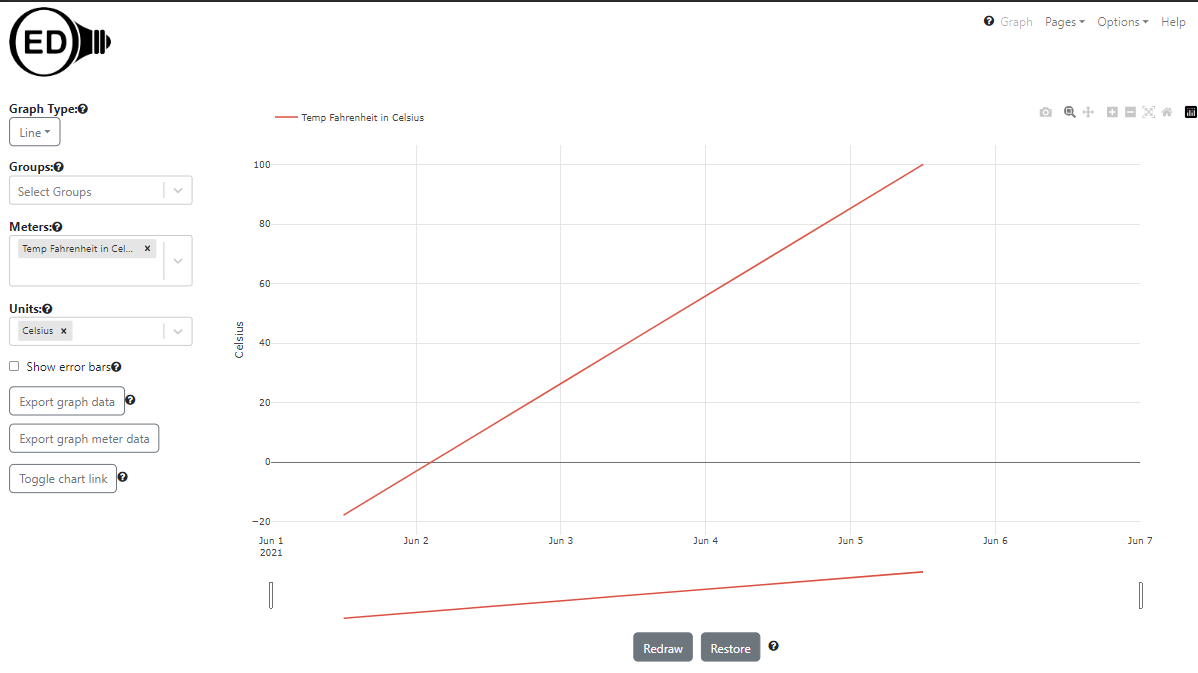 ED
Graph Pages Options Help
Graph Type:
Line
Groups:
Select Groups
Meters:
Temp Fahrenheit in Cel...
Units:
Celsius
Show error bars
Export graph data
Export graph meter data
Toggle chart link
Temp Fahrenheit in Celsius
Celsius
100
80
60
40
20
0
−20
Jun 1 Jun 2 Jun 3 Jun 4 Jun 5 Jun 6 Jun 7
2021
Redraw Restore